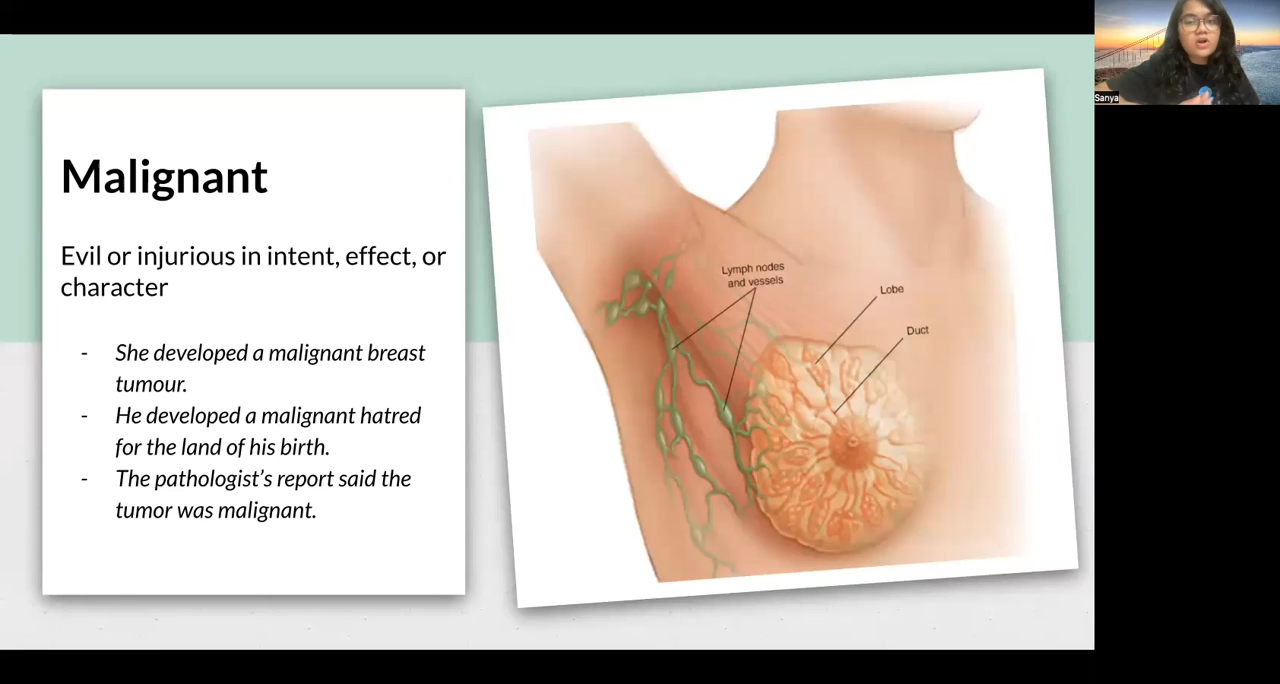 Malignant
Evil or injurious in intent, effect, or
character
- She developed a malignant breast
tumour.
- He developed a malignant hatred
for the land of his birth.
- The pathologist’s report said the
tumor was malignant.
Lymph nodes
and vessels
Lobe
Duct
Sanya